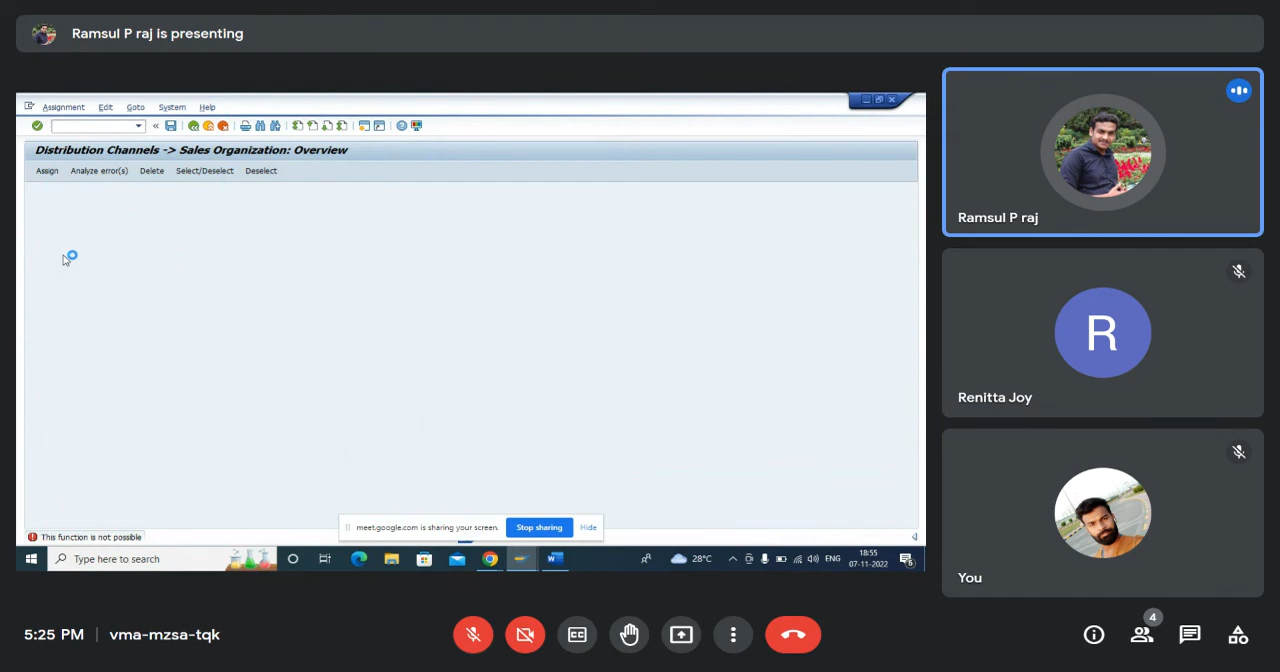 Ramsul P raj is presenting
Assignment Edit Goto System Help
Distribution Channels -> Sales Organization: Overview
Assign Analyze error(s) Delete Select/Deselect Deselect
meet.google.com is sharing your screen. Stop sharing Hide
This function is not possible
Type here to search
28°C
ENG
18:55
07-11-2022
6
Ramsul P raj
R
Renitta Joy
You
5:25 PM | vma-mzsa-tqk
CC
4